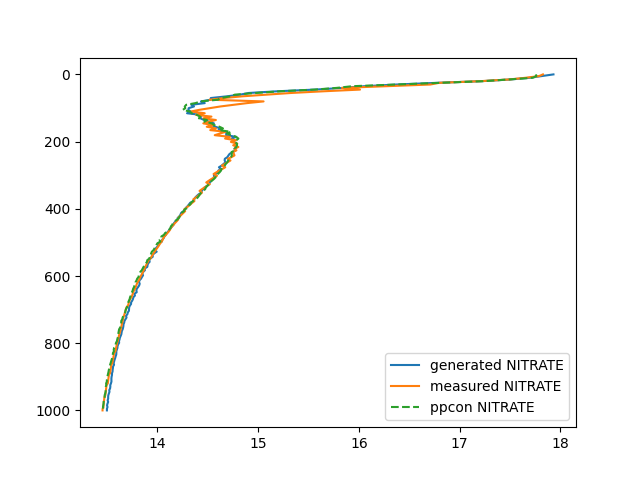 0
200
400
600
800
1000
14 15 16 17 18
generated NITRATE
measured NITRATE
ppcon NITRATE